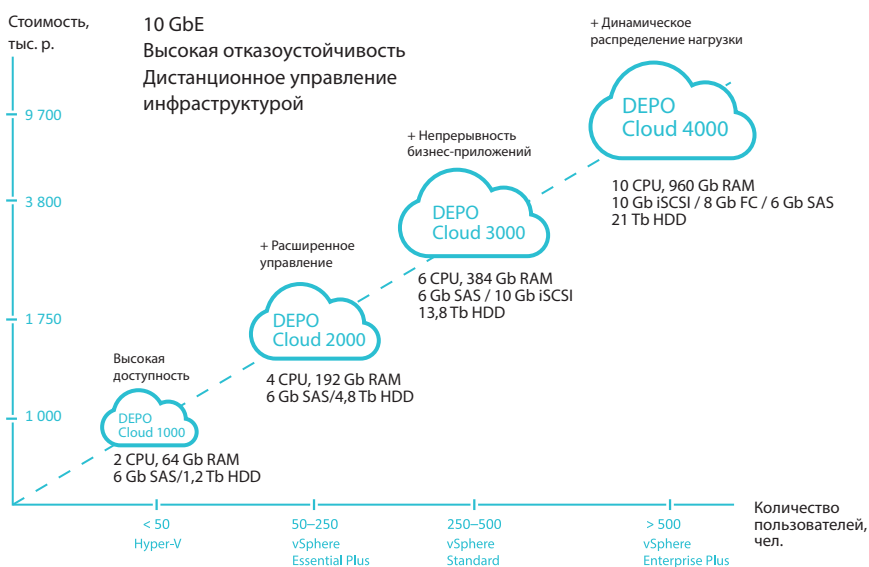 Стоимость,
тыс. р.
10 GbE
Высокая отказоустойчивость
Дистанционное управление
инфраструктурой
+ Динамическое
распределение нагрузки
9 700
DEPO
Cloud 4000
+ Непрерывность
бизнес-приложений
10 CPU, 960 Gb RAM
10 Gb iSCSI / 8 Gb FC / 6 Gb SAS
21 Tb HDD
3 800
DEPO
Cloud 3000
+ Расширенное
управление
6 CPU, 384 Gb RAM
6 Gb SAS / 10 Gb iSCSI
13,8 Tb HDD
1 750
DEPO
Cloud 2000
Высокая
доступность
4 CPU, 192 Gb RAM
6 Gb SAS/4,8 Tb HDD
1 000
DEPO
Cloud 1000
2 CPU, 64 Gb RAM
6 Gb SAS/1,2 Tb HDD
< 50
Hyper-V
50–250
vSphere
Essential Plus
250–500
vSphere
Standard
> 500
vSphere
Enterprise Plus
Количество
пользователей,
чел.